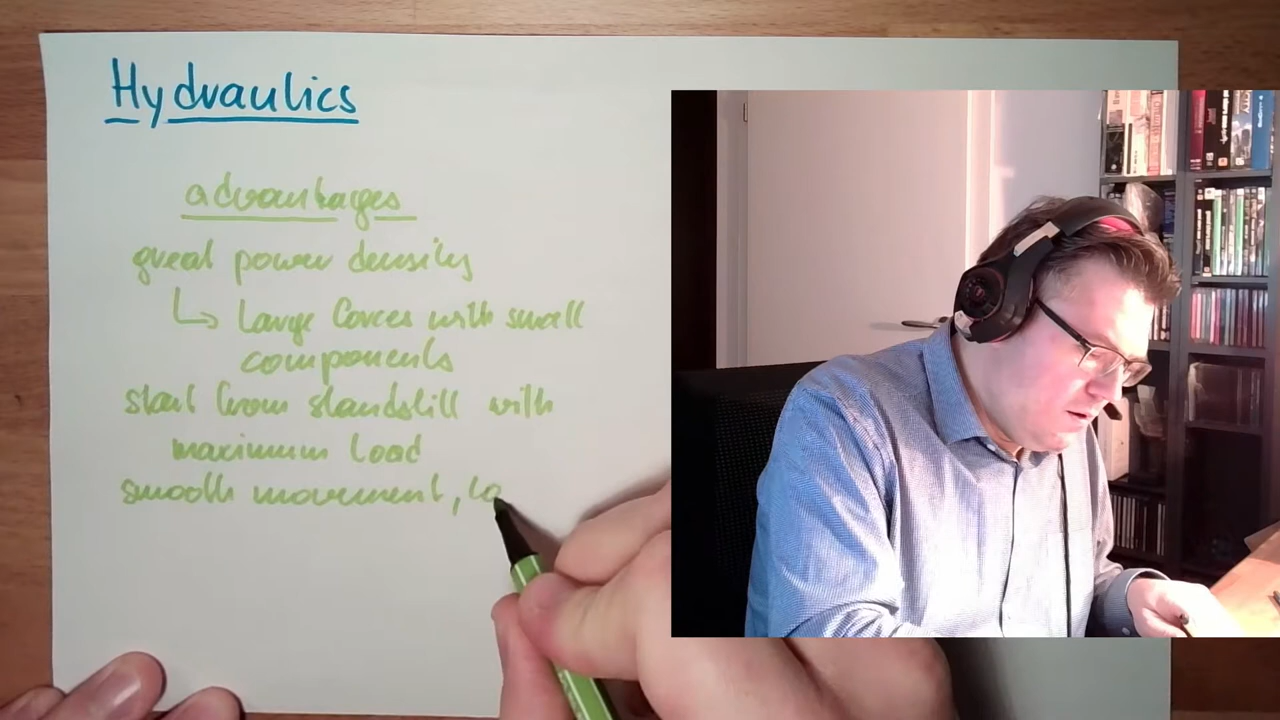 Hydraulics
advantages
great power density
↳ Large forces with small
components
start from standstill with
maximum load
smooth movement,